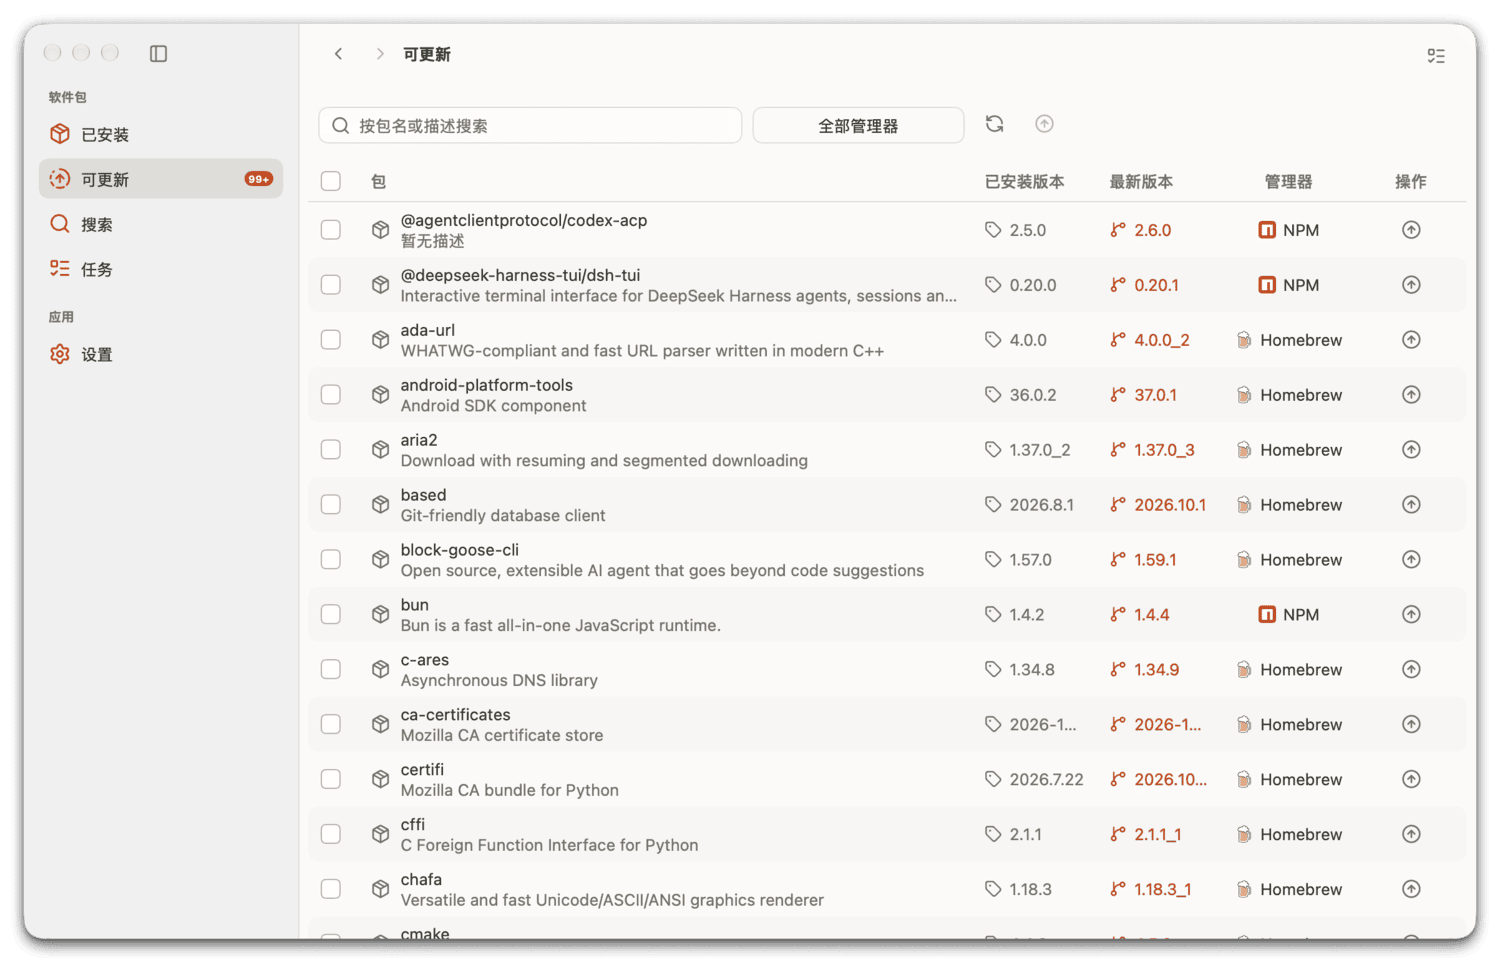 可更新
软件包
已安装
可更新
99+
搜索
任务
应用
设置
按包名或描述搜索
全部管理器
包
已安装版本
最新版本
管理器
操作
@agentclientprotocol/codex-acp
暂无描述
2.5.0
2.6.0
NPM
@deepseek-harness-tui/dsh-tui
Interactive terminal interface for DeepSeek Harness agents, sessions an...
0.20.0
0.20.1
NPM
ada-url
WHATWG-compliant and fast URL parser written in modern C++
4.0.0
4.0.0_2
Homebrew
android-platform-tools
Android SDK component
36.0.2
37.0.1
Homebrew
aria2
Download with resuming and segmented downloading
1.37.0_2
1.37.0_3
Homebrew
based
Git-friendly database client
2026.8.1
2026.10.1
Homebrew
block-goose-cli
Open source, extensible AI agent that goes beyond code suggestions
1.57.0
1.59.1
Homebrew
bun
Bun is a fast all-in-one JavaScript runtime.
1.4.2
1.4.4
NPM
c-ares
Asynchronous DNS library
1.34.8
1.34.9
Homebrew
ca-certificates
Mozilla CA certificate store
2026-1...
2026-1...
Homebrew
certifi
Mozilla CA bundle for Python
2026.7.22
2026.10...
Homebrew
cffi
C Foreign Function Interface for Python
2.1.1
2.1.1_1
Homebrew
chafa
Versatile and fast Unicode/ASCII/ANSI graphics renderer
1.18.3
1.18.3_1
Homebrew
cmake